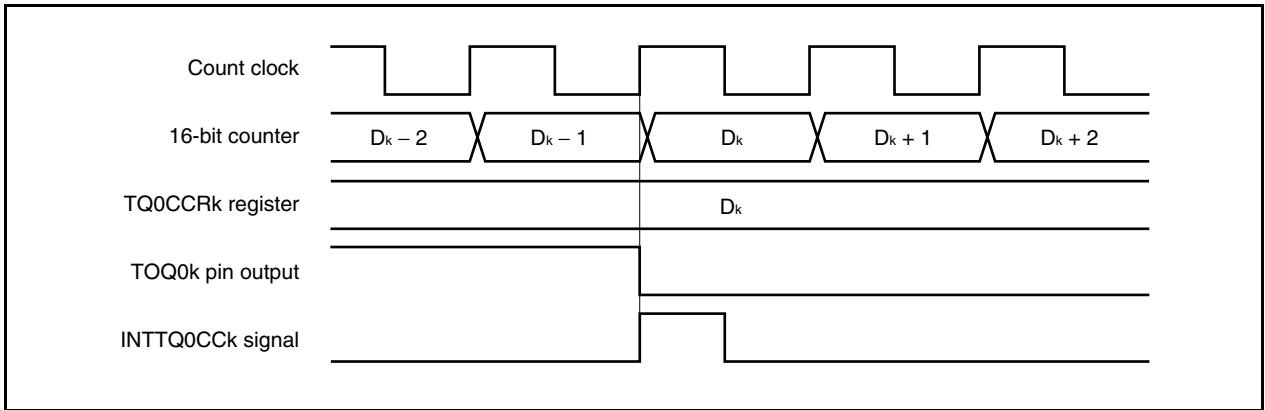 Count clock
16-bit counter
Dk − 2
Dk − 1
Dk
Dk + 1
Dk + 2
TQ0CCRk register
Dk
TOQ0k pin output
INTTQ0CCk signal